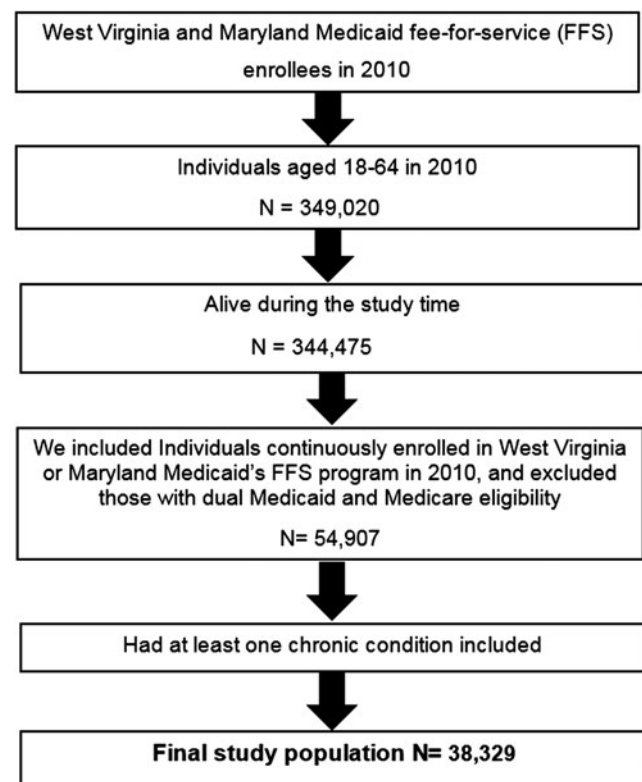 West Virginia and Maryland Medicaid fee-for-service (FFS)
enrollees in 2010
Individuals aged 18-64 in 2010
N = 349,020
Alive during the study time
N = 344,475
We included Individuals continuously enrolled in West Virginia
or Maryland Medicaid's FFS program in 2010, and excluded
those with dual Medicaid and Medicare eligibility
N= 54,907
Had at least one chronic condition included
Final study population N= 38,329